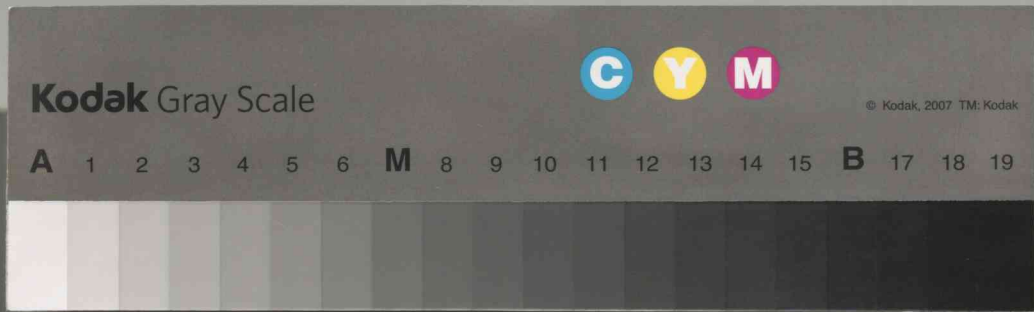 C Y M
Kodak Gray Scale
© Kodak, 2007 TM: Kodak
A 1 2 3 4 5 6 M 8 9 10 11 12 13 14 15 B 17 18 19